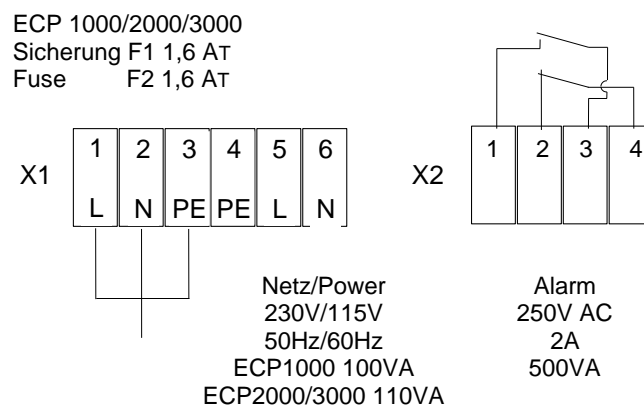 ECP 1000/2000/3000
Sicherung F1 1,6 AT
Fuse F2 1,6 AT
X1
1 2 3 4 5 6
L N PE PE L N
X2
1 2 3 4
Netz/Power
230V/115V
50Hz/60Hz
ECP1000 100VA
ECP2000/3000 110VA
Alarm
250V AC
2A
500VA